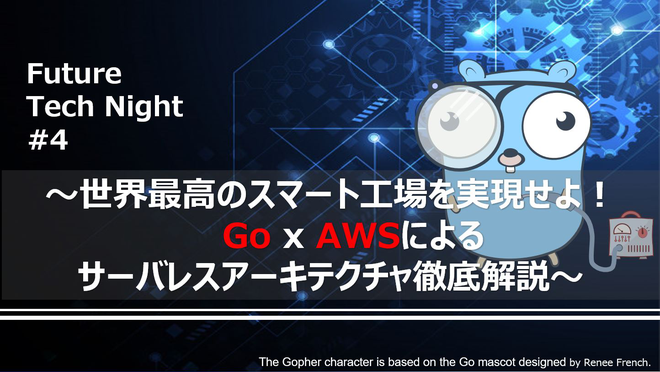 Future
Tech Night
#4
～世界最高のスマート工場を実現せよ！
Go x AWSによる
サーバレスアーキテクチャ徹底解説～
The Gopher character is based on the Go mascot designed by Renee French.